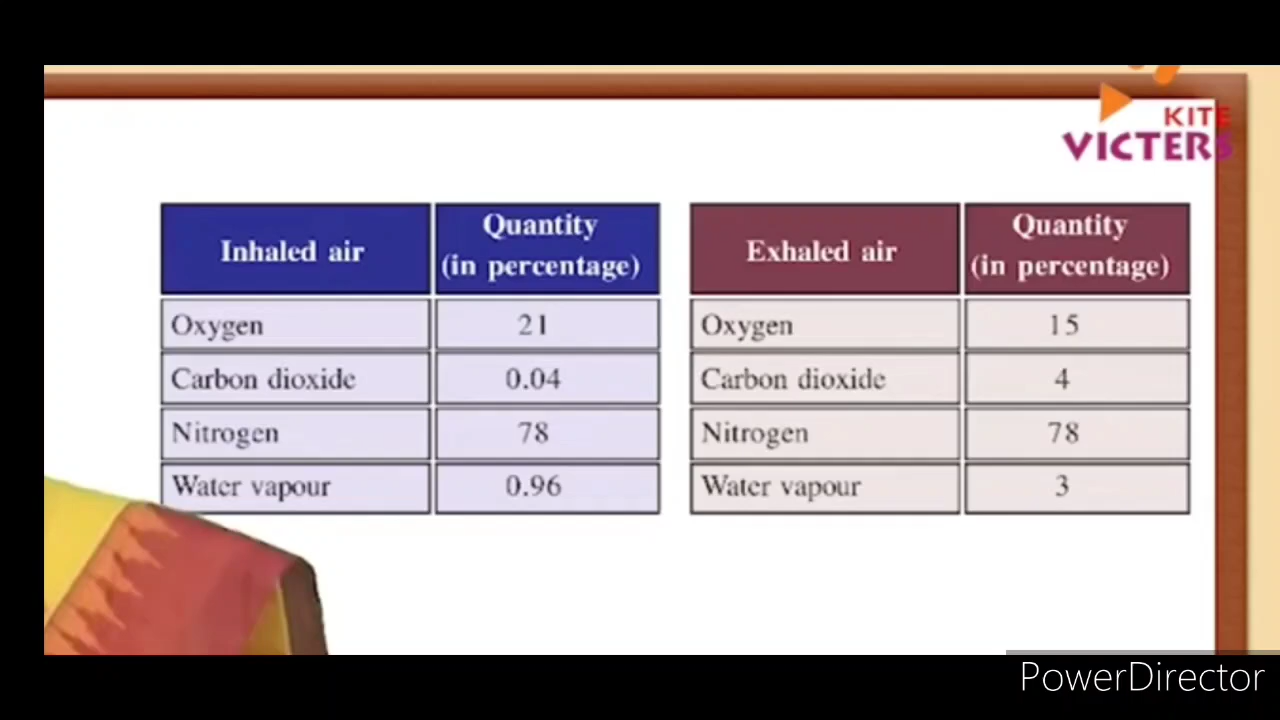 KITE
VICTERS
Inhaled air
Quantity
(in percentage)
Oxygen
21
Carbon dioxide
0.04
Nitrogen
78
Water vapour
0.96
Exhaled air
Quantity
(in percentage)
Oxygen
15
Carbon dioxide
4
Nitrogen
78
Water vapour
3
PowerDirector